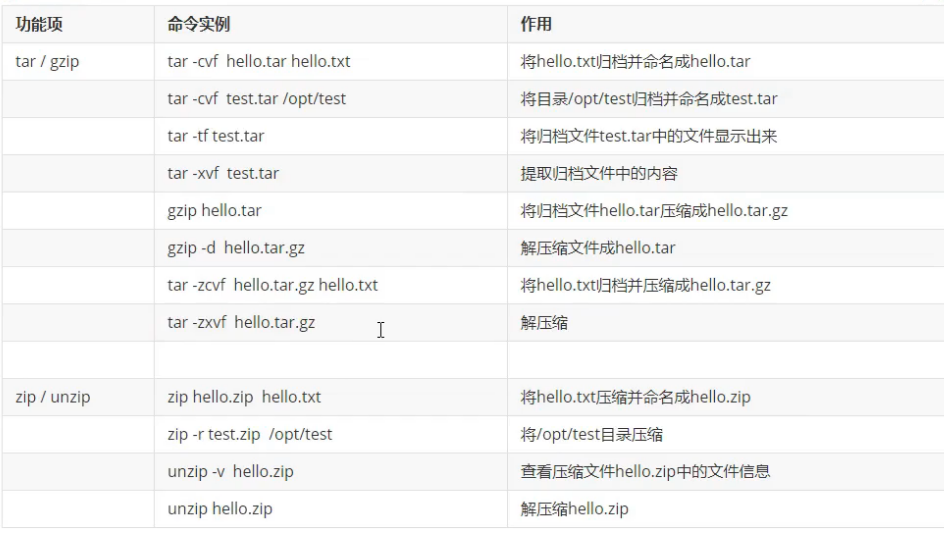 功能项 命令实例 作用
tar / gzip tar -cvf hello.tar hello.txt 将hello.txt归档并命名成hello.tar
tar -cvf test.tar /opt/test 将目录/opt/test归档并命名成test.tar
tar -tf test.tar 将归档文件test.tar中的文件显示出来
tar -xvf test.tar 提取归档文件中的内容
gzip hello.tar 将归档文件hello.tar压缩成hello.tar.gz
gzip -d hello.tar.gz 解压缩文件成hello.tar
tar -zcvf hello.tar.gz hello.txt 将hello.txt归档并压缩成hello.tar.gz
tar -zxvf hello.tar.gz 解压缩
zip / unzip zip hello.zip hello.txt 将hello.txt压缩并命名成hello.zip
zip -r test.zip /opt/test 将/opt/test目录压缩
unzip -v hello.zip 查看压缩文件hello.zip中的文件信息
unzip hello.zip 解压缩hello.zip